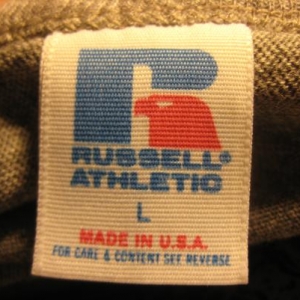 RUSSELL®
ATHLETIC
L
MADE IN U.S.A.
FOR CARE & CONTENT SEE REVERSE